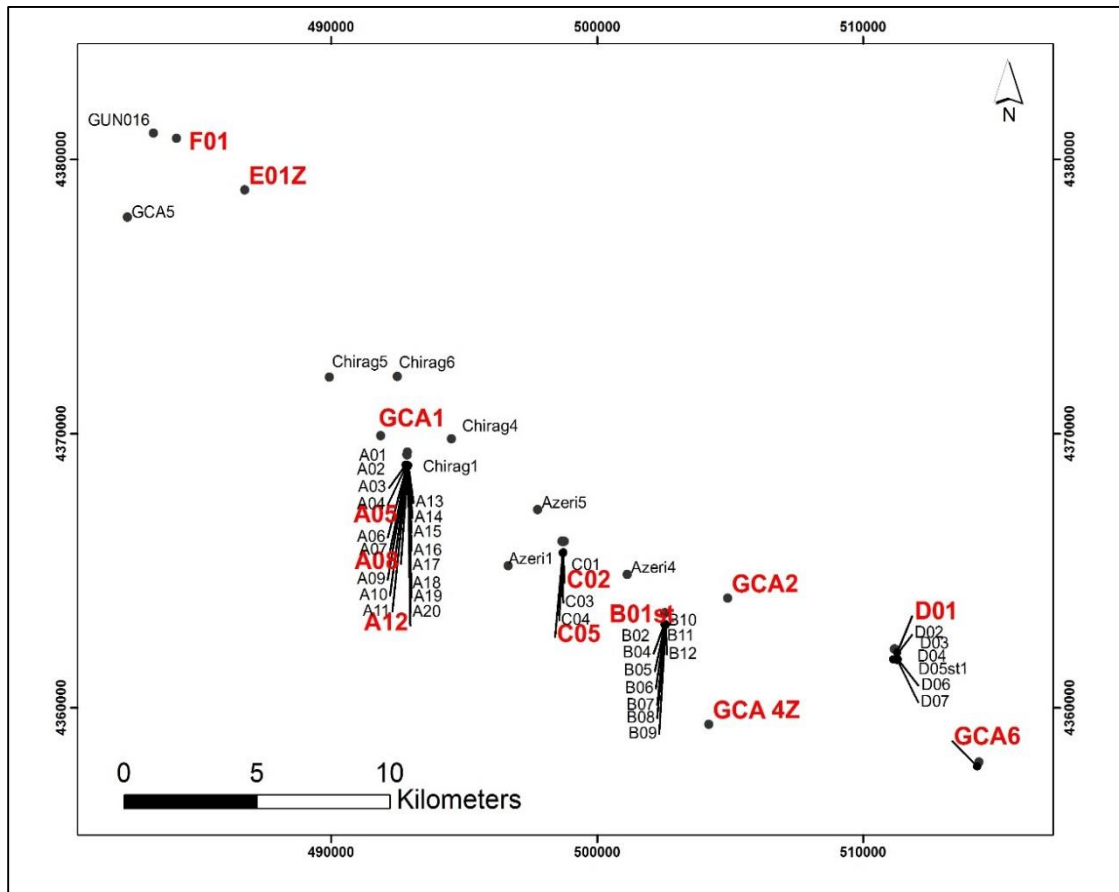 490000
500000
510000
N
GUN016
F01
4380000
4380000
E01Z
GCA5
Chirag5
Chirag6
GCA1
Chirag4
4370000
4370000
A01
A02
Chirag1
A03
A04
A13
A05
A14
A15
A06
A07
A16
A08
A17
A09
A18
A10
A19
A11
A20
A12
Azeri5
Azeri1
C01
C02
C03
C04
C05
Azeri4
GCA2
B01st
B10
B02
B11
B04
B12
B05
B06
B07
B08
B09
D01
D02
D03
D04
D05st1
D06
D07
4360000
4360000
GCA 4Z
GCA6
0
5
10
Kilometers
490000
500000
510000